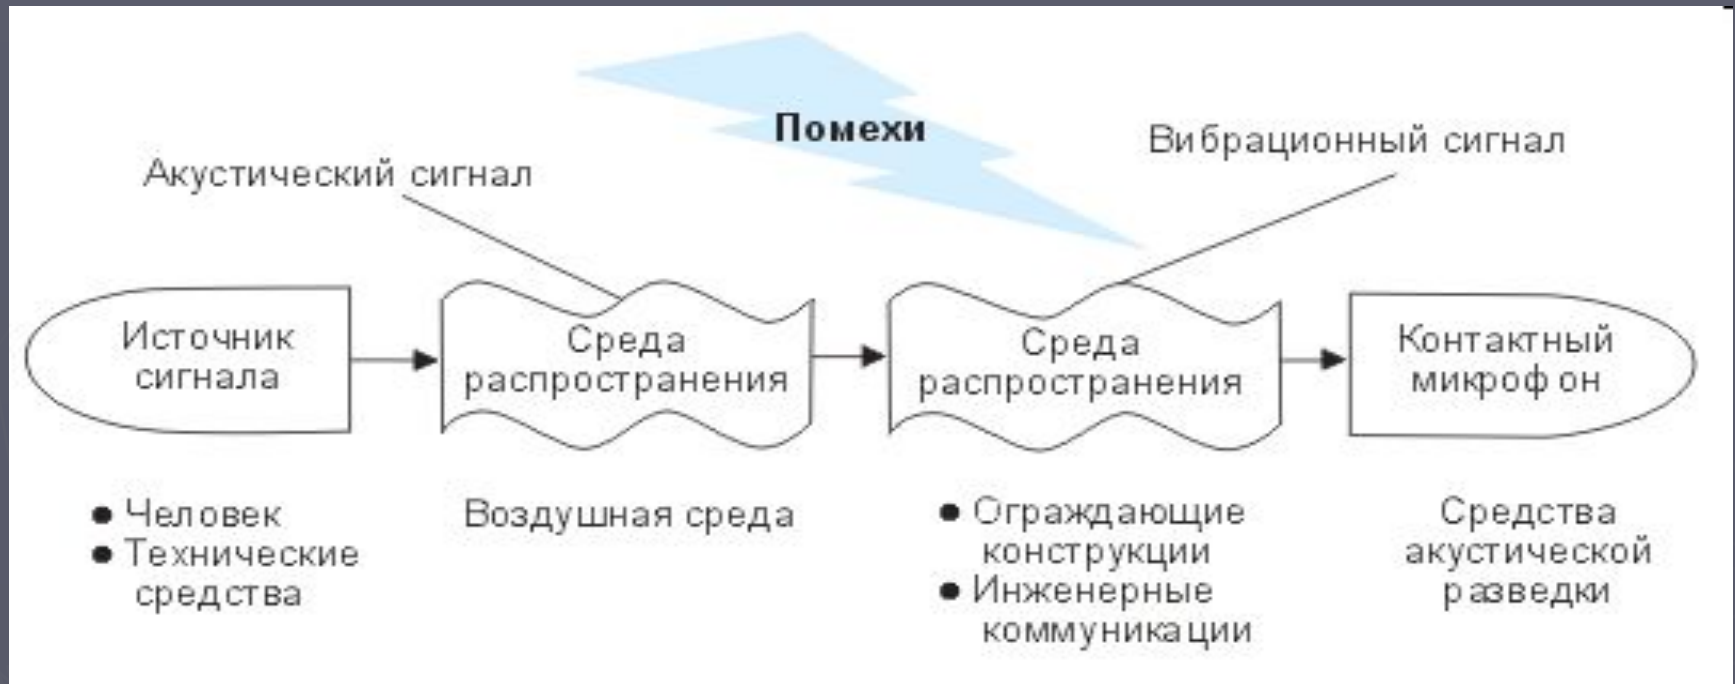 Помехи
Акустический сигнал
Вибрационный сигнал
Источник
сигнала
Среда
распространения
Среда
распространения
Контактный
микрофон
● Человек
● Технические
средства
Воздушная среда
● Ограждающие
конструкции
● Инженерные
коммуникации
Средства
акустической
разведки